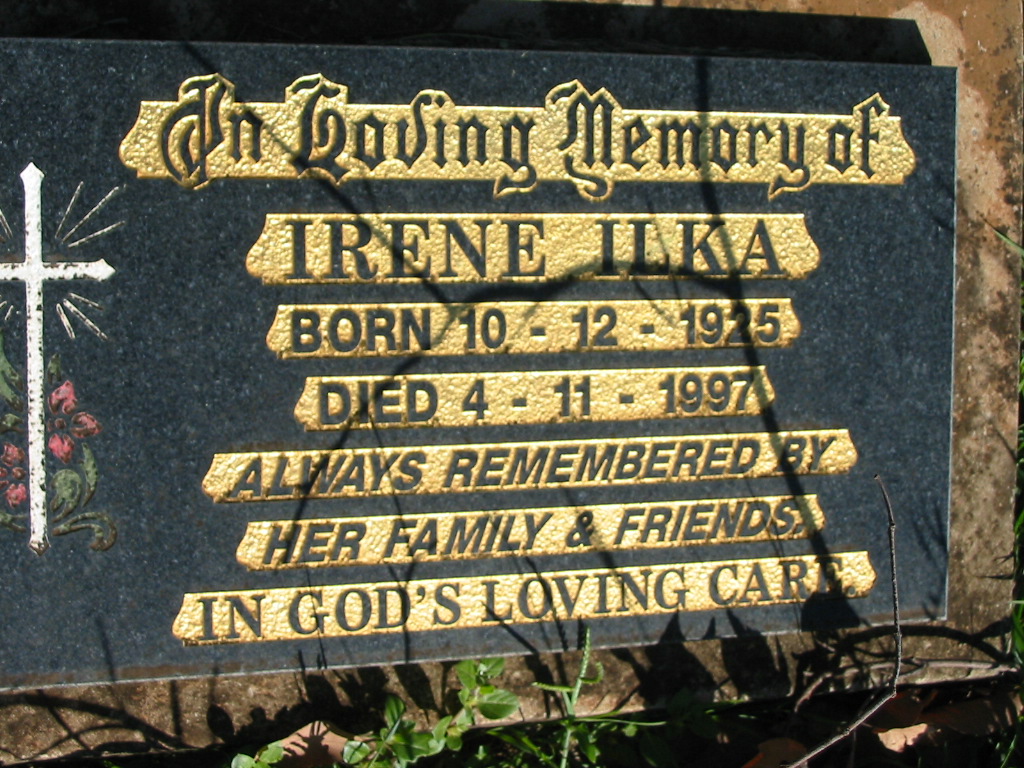 In Loving Memory of
IRENE ILKA
BORN 10 - 12 - 1925
DIED 4 - 11 - 1997
ALWAYS REMEMBERED BY
HER FAMILY & FRIENDS.
IN GOD'S LOVING CARE.